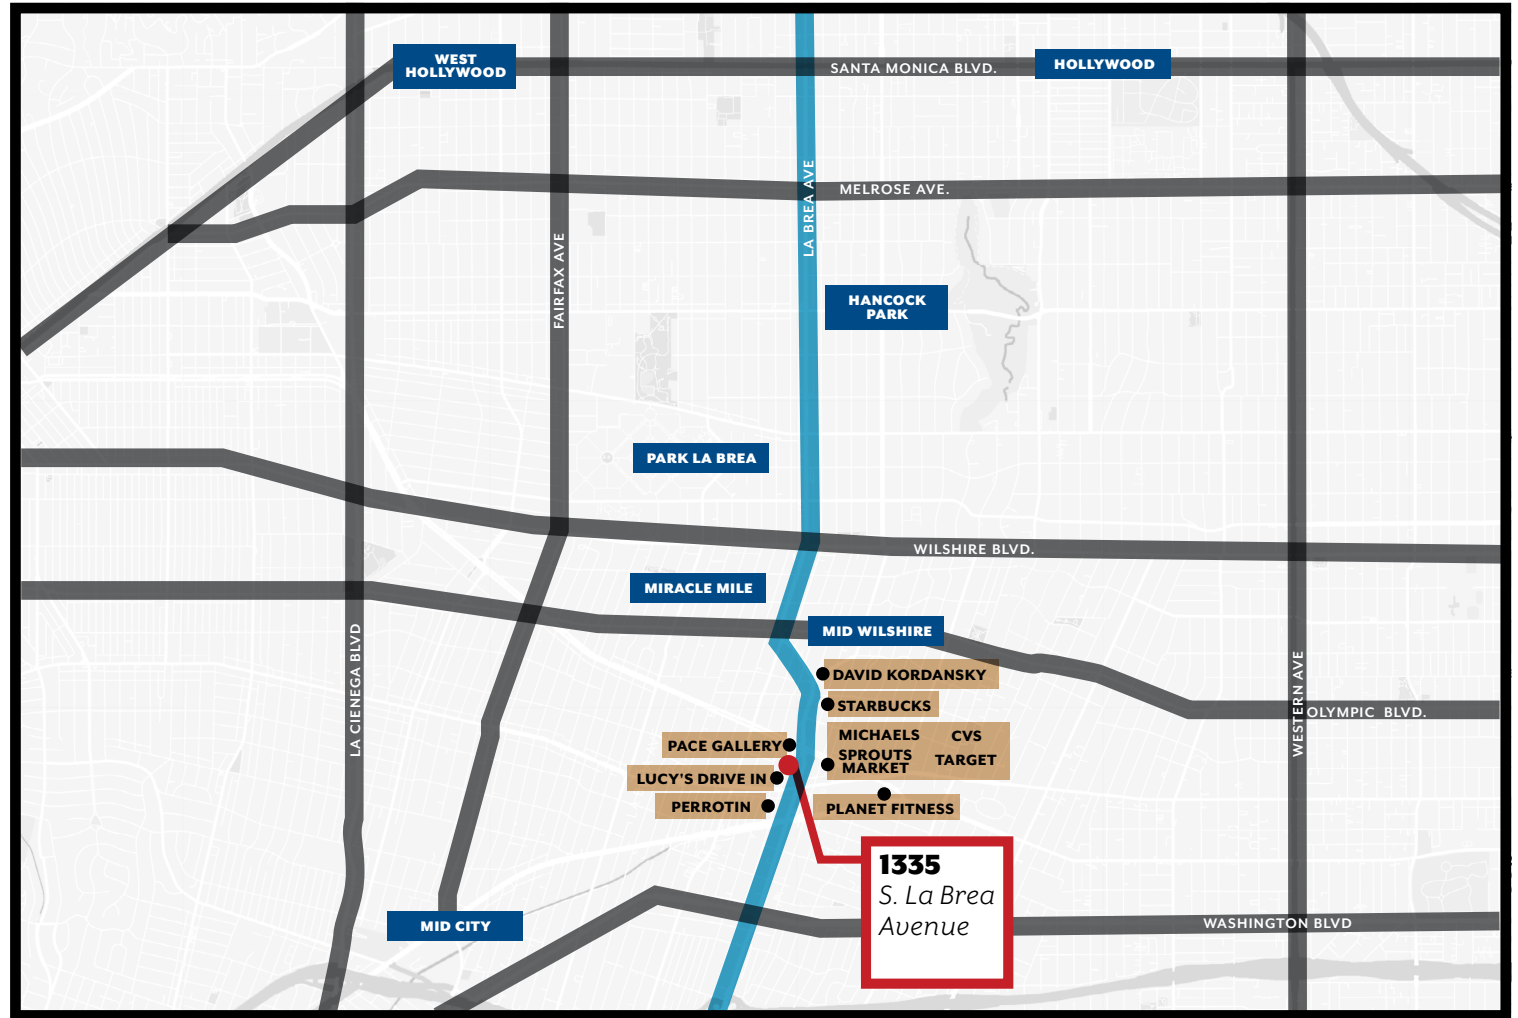 WEST
HOLLYWOOD
SANTA MONICA BLVD.
HOLLYWOOD
LA BREA AVE
MELROSE AVE.
FAIRFAX AVE
HANCOCK
PARK
PARK LA BREA
WILSHIRE BLVD.
MIRACLE MILE
MID WILSHIRE
LA CIENEGA BLVD
WESTERN AVE
DAVID KORDANSKY
STARBUCKS
OLYMPIC BLVD.
PACE GALLERY
MICHAELS
CVS
SPROUTS
MARKET
TARGET
LUCY'S DRIVE IN
PERROTIN
PLANET FITNESS
1335
S. La Brea
Avenue
MID CITY
WASHINGTON BLVD